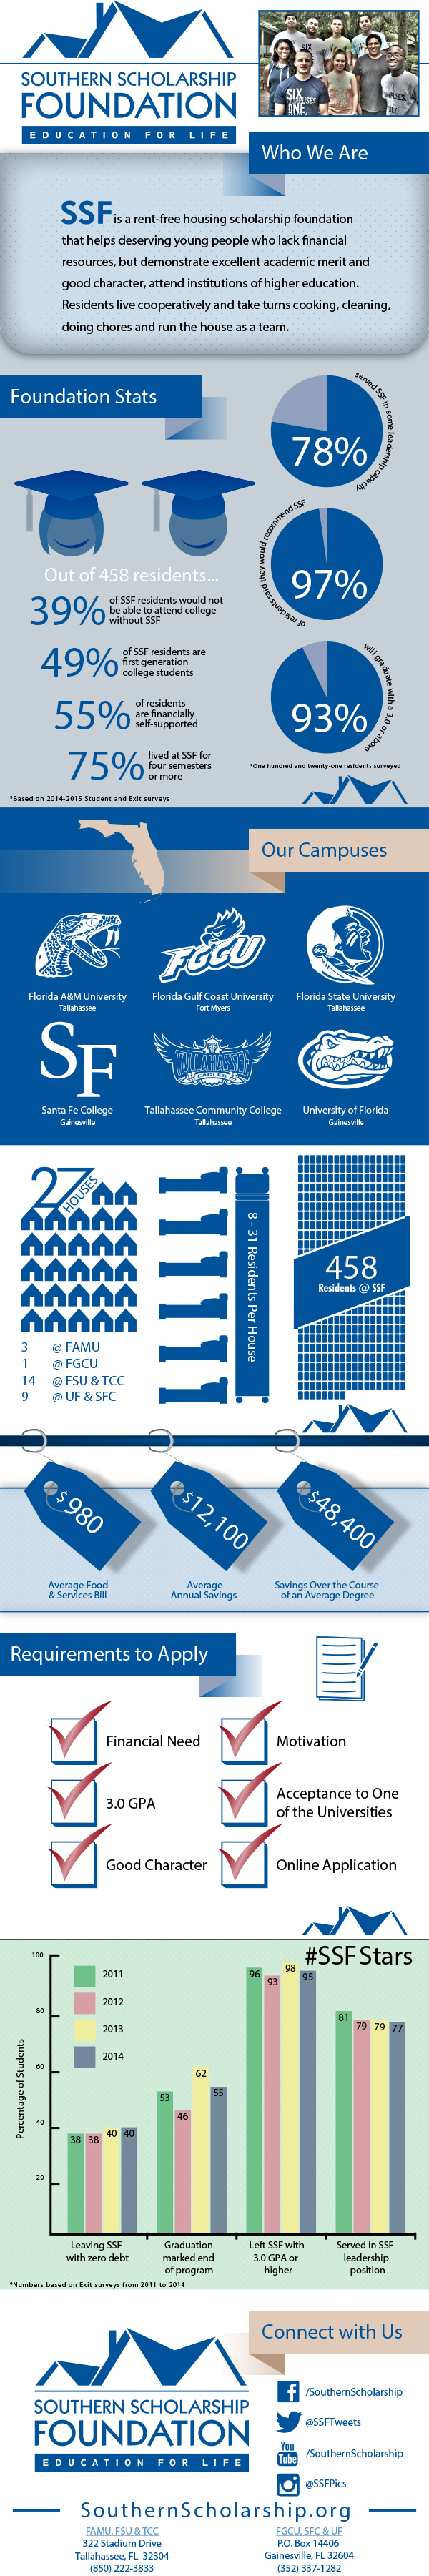 SOUTHERN SCHOLARSHIP
FOUNDATION
EDUCATION FOR LIFE
SIX
SIX
HOUSES
ONE
Who We Are
SSF is a rent-free housing scholarship foundation
that helps deserving young people who lack financial
resources, but demonstrate excellent academic merit and
good character, attend institutions of higher education.
Residents live cooperatively and take turns cooking, cleaning,
doing chores and run the house as a team.
Foundation Stats
78%
served SSF in some leadership capacity
97%
of residents said they would recommend SSF
93%
will graduate with a 3.0 or above
*One hundred and twenty-one residents surveyed
Out of 458 residents...
39% of SSF residents would not
be able to attend college
without SSF
49% of SSF residents are
first generation
college students
55% of residents
are financially
self-supported
75% lived at SSF for
four semesters
or more
*Based on 2014-2015 Student and Exit surveys
Our Campuses
FGCU
Florida A&M University
Tallahassee
Florida Gulf Coast University
Fort Myers
Florida State University
Tallahassee
SF
TALLAHASSEE
EAGLES
Santa Fe College
Gainesville
Tallahassee Community College
Tallahassee
University of Florida
Gainesville
27
HOUSES
3 @ FAMU
1 @ FGCU
14 @ FSU & TCC
9 @ UF & SFC
8 - 31 Residents Per House
458
Residents @ SSF
$980
Average Food
& Services Bill
$12,100
Average
Annual Savings
$48,400
Savings Over the Course
of an Average Degree
Requirements to Apply
Financial Need
Motivation
3.0 GPA
Acceptance to One
of the Universities
Good Character
Online Application
#SSFStars
Percentage of Students
100
80
60
40
20
2011
2012
2013
2014
38 38 40 40
53 46 62 55
96 93 98 95
81 79 79 77
Leaving SSF
with zero debt
Graduation
marked end
of program
Left SSF with
3.0 GPA or
higher
Served in SSF
leadership
position
*Numbers based on Exit surveys from 2011 to 2014
Connect with Us
SOUTHERN SCHOLARSHIP
FOUNDATION
EDUCATION FOR LIFE
/SouthernScholarship
@SSFTweets
You
Tube
/SouthernScholarship
@SSFPics
SouthernScholarship.org
FAMU, FSU & TCC
322 Stadium Drive
Tallahassee, FL 32304
(850) 222-3833
FGCU, SFC & UF
P.O. Box 14406
Gainesville, FL 32604
(352) 337-1282